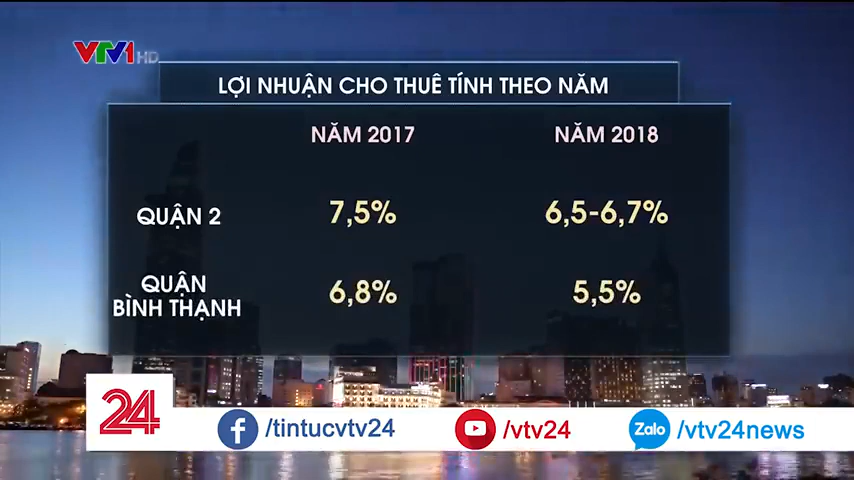 VTV1 HD
LỢI NHUẬN CHO THUÊ TÍNH THEO NĂM
NĂM 2017 NĂM 2018
QUẬN 2 7,5% 6,5-6,7%
QUẬN
BÌNH THẠNH 6,8% 5,5%
24 /tintucvtv24 /vtv24 Zalo /vtv24news